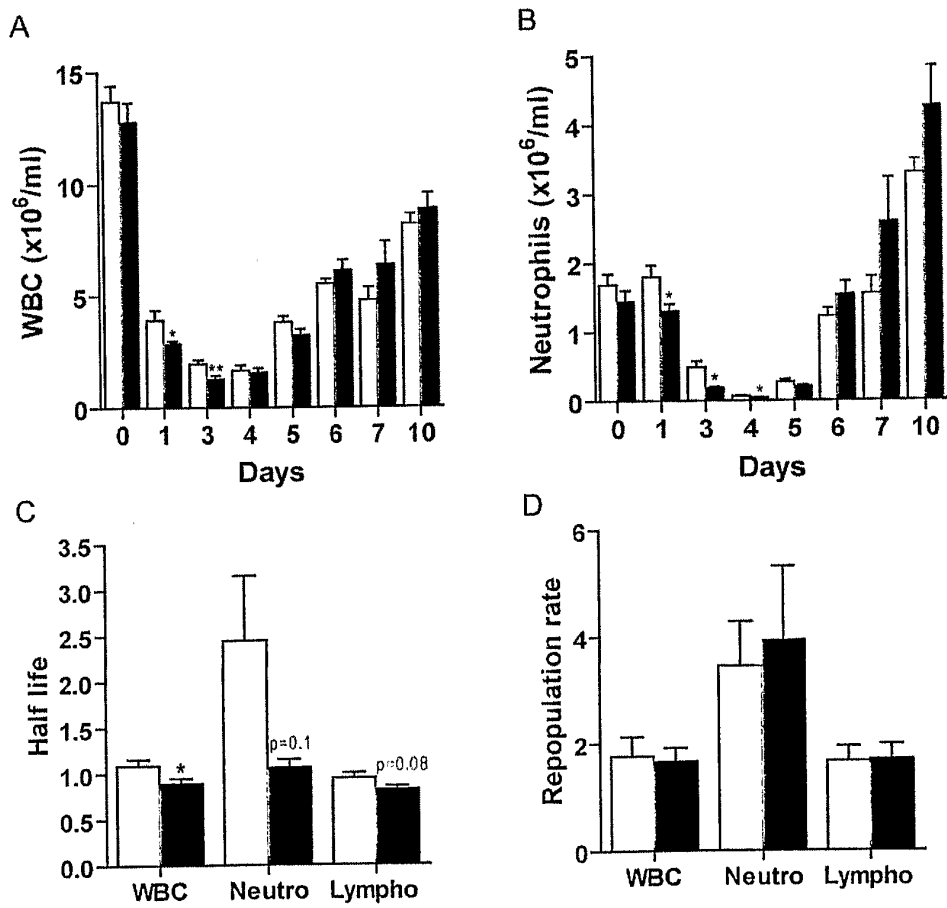 A
WBC (x10⁶/ml)
15
10
5
0
*
**
0 1 3 4 5 6 7 10
Days
B
Neutrophils (x10⁶/ml)
5
4
3
2
1
0
*
*
*
0 1 3 4 5 6 7 10
Days
C
Half life
3.5
3.0
2.5
2.0
1.5
1.0
0.5
0.0
*
p=0.1
p=0.08
WBC Neutro Lympho
D
Repopulation rate
6
4
2
0
WBC Neutro Lympho